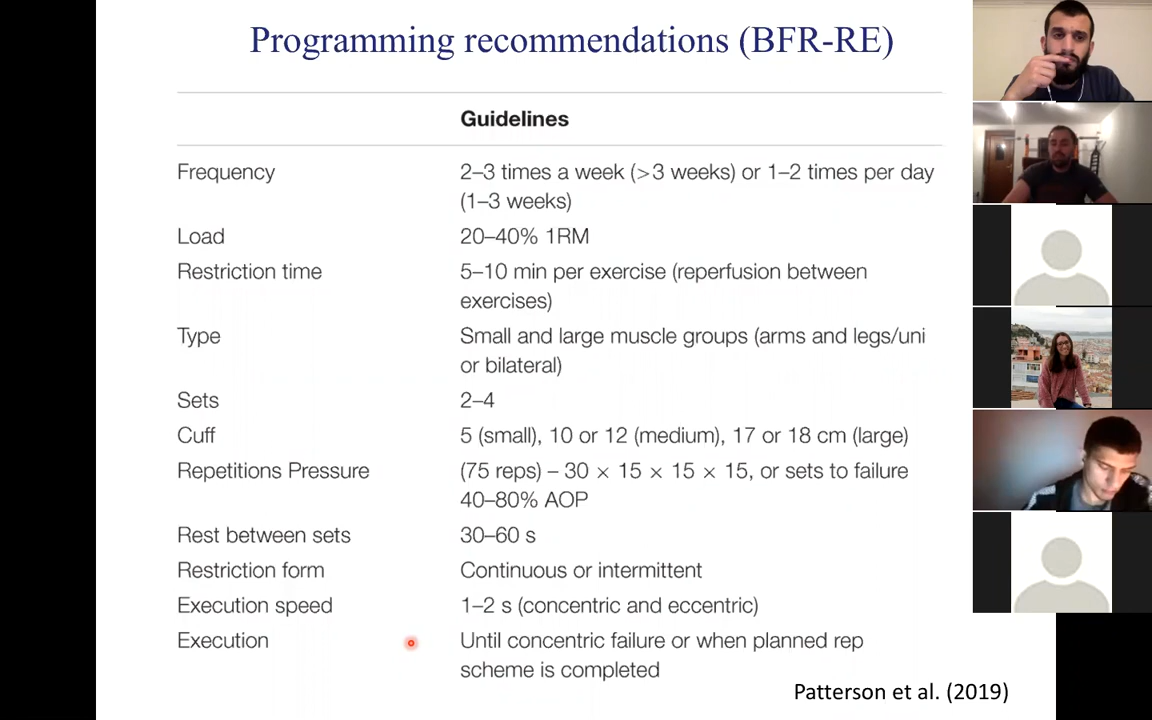 Programming recommendations (BFR-RE)
Guidelines
Frequency 2–3 times a week (>3 weeks) or 1–2 times per day
(1–3 weeks)
Load 20–40% 1RM
Restriction time 5–10 min per exercise (reperfusion between
exercises)
Type Small and large muscle groups (arms and legs/uni
or bilateral)
Sets 2–4
Cuff 5 (small), 10 or 12 (medium), 17 or 18 cm (large)
Repetitions Pressure (75 reps) – 30 × 15 × 15 × 15, or sets to failure
40–80% AOP
Rest between sets 30–60 s
Restriction form Continuous or intermittent
Execution speed 1–2 s (concentric and eccentric)
Execution Until concentric failure or when planned rep
scheme is completed
Patterson et al. (2019)